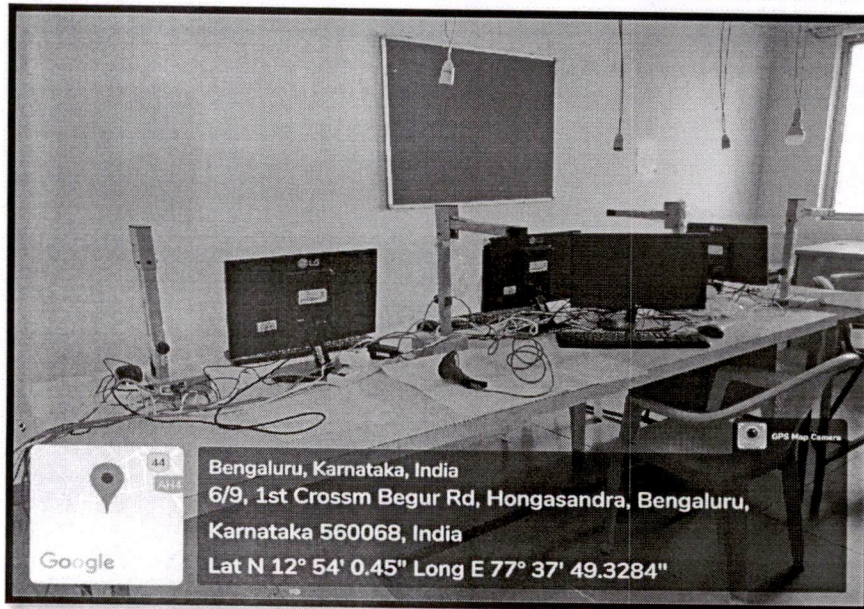 LG
GPS Map Camera
44
AH4
Google
Bengaluru, Karnataka, India
6/9, 1st Crossm Begur Rd, Hongasandra, Bengaluru,
Karnataka 560068, India
Lat N 12° 54' 0.45" Long E 77° 37' 49.3284"